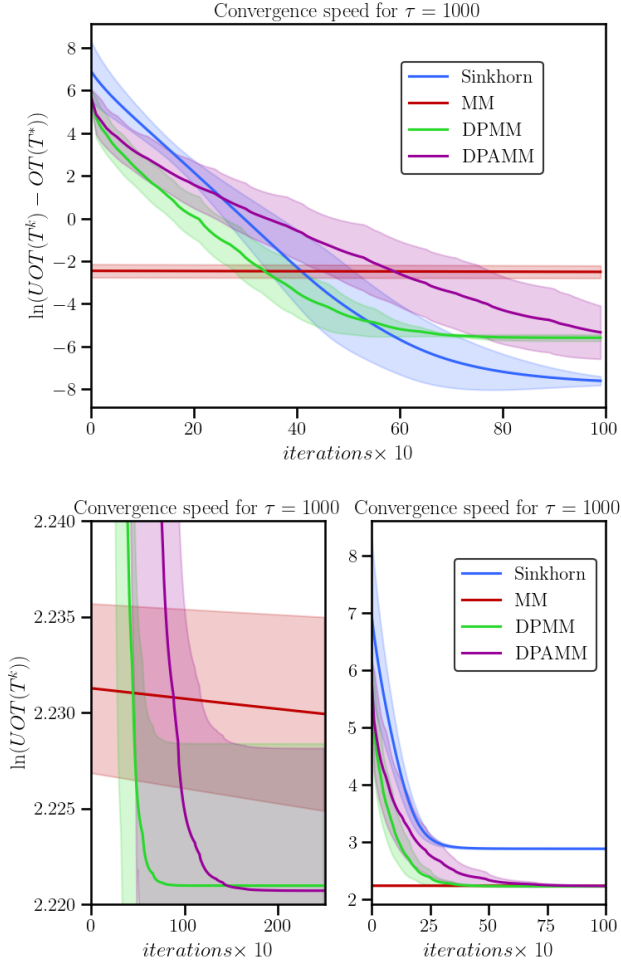 Convergence speed for τ = 1000
ln(UOT(T^k) − OT(T*))
8
6
4
2
0
−2
−4
−6
−8
Sinkhorn
MM
DPMM
DPAMM
0 20 40 60 80 100
iterations× 10
Convergence speed for τ = 1000
ln(UOT(T^k))
2.240
2.235
2.230
2.225
2.220
0 100 200
iterations× 10
Convergence speed for τ = 1000
8
7
6
5
4
3
2
Sinkhorn
MM
DPMM
DPAMM
0 25 50 75 100
iterations× 10